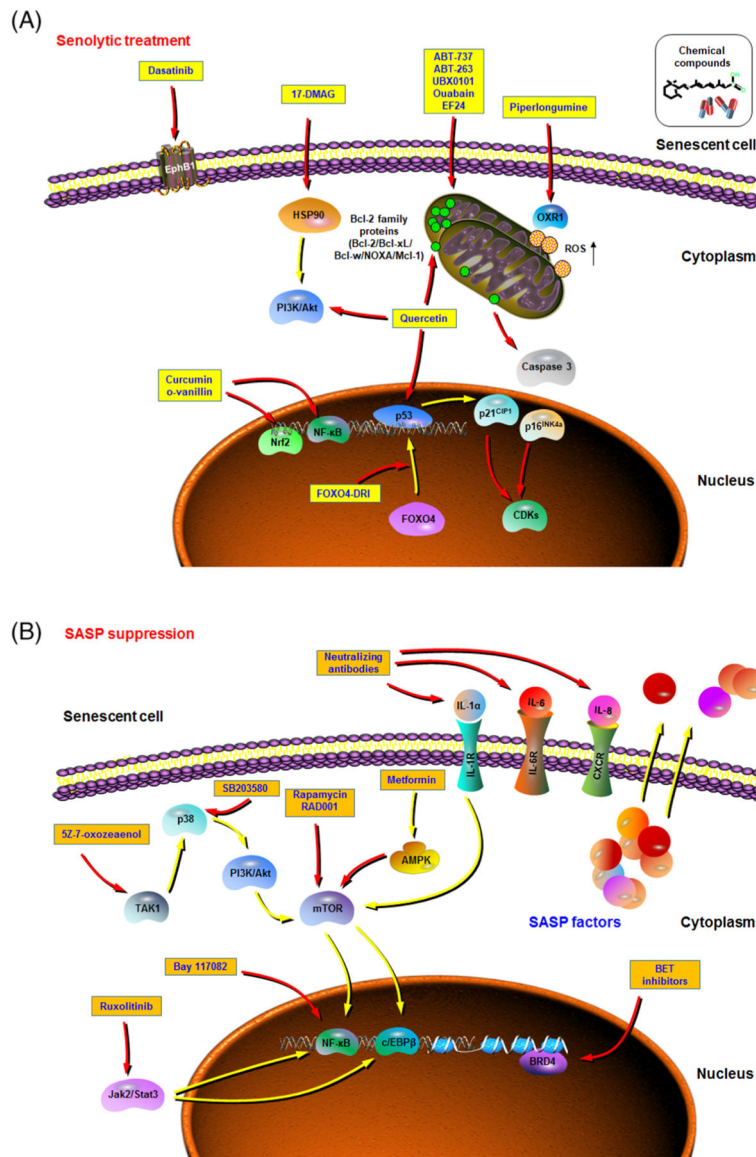 (A)
Senolytic treatment
Dasatinib
17-DMAG
ABT-737
ABT-263
UBX0101
Ouabain
EF24
Piperlongumine
Chemical
compounds
OH
O
Senescent cell
EphB1
HSP90
Bcl-2 family
proteins
(Bcl-2/Bcl-xL/
Bcl-w/NOXA/Mcl-1)
OXR1
ROS ↑
Cytoplasm
PI3K/Akt
Quercetin
Caspase 3
Curcumin
o-vanillin
Nrf2
NF-κB
p53
p21CIP1
p16INK4a
FOXO4-DRI
FOXO4
CDKs
Nucleus
(B)
SASP suppression
Neutralizing
antibodies
IL-1α
IL-6
IL-8
Senescent cell
IL-1R
IL-6R
CXCR
SB203580
Rapamycin
RAD001
Metformin
p38
5Z-7-oxozeaenol
PI3K/Akt
AMPK
TAK1
mTOR
SASP factors
Cytoplasm
Bay 117082
BET
inhibitors
Ruxolitinib
NF-κB
c/EBPβ
BRD4
Jak2/Stat3
Nucleus